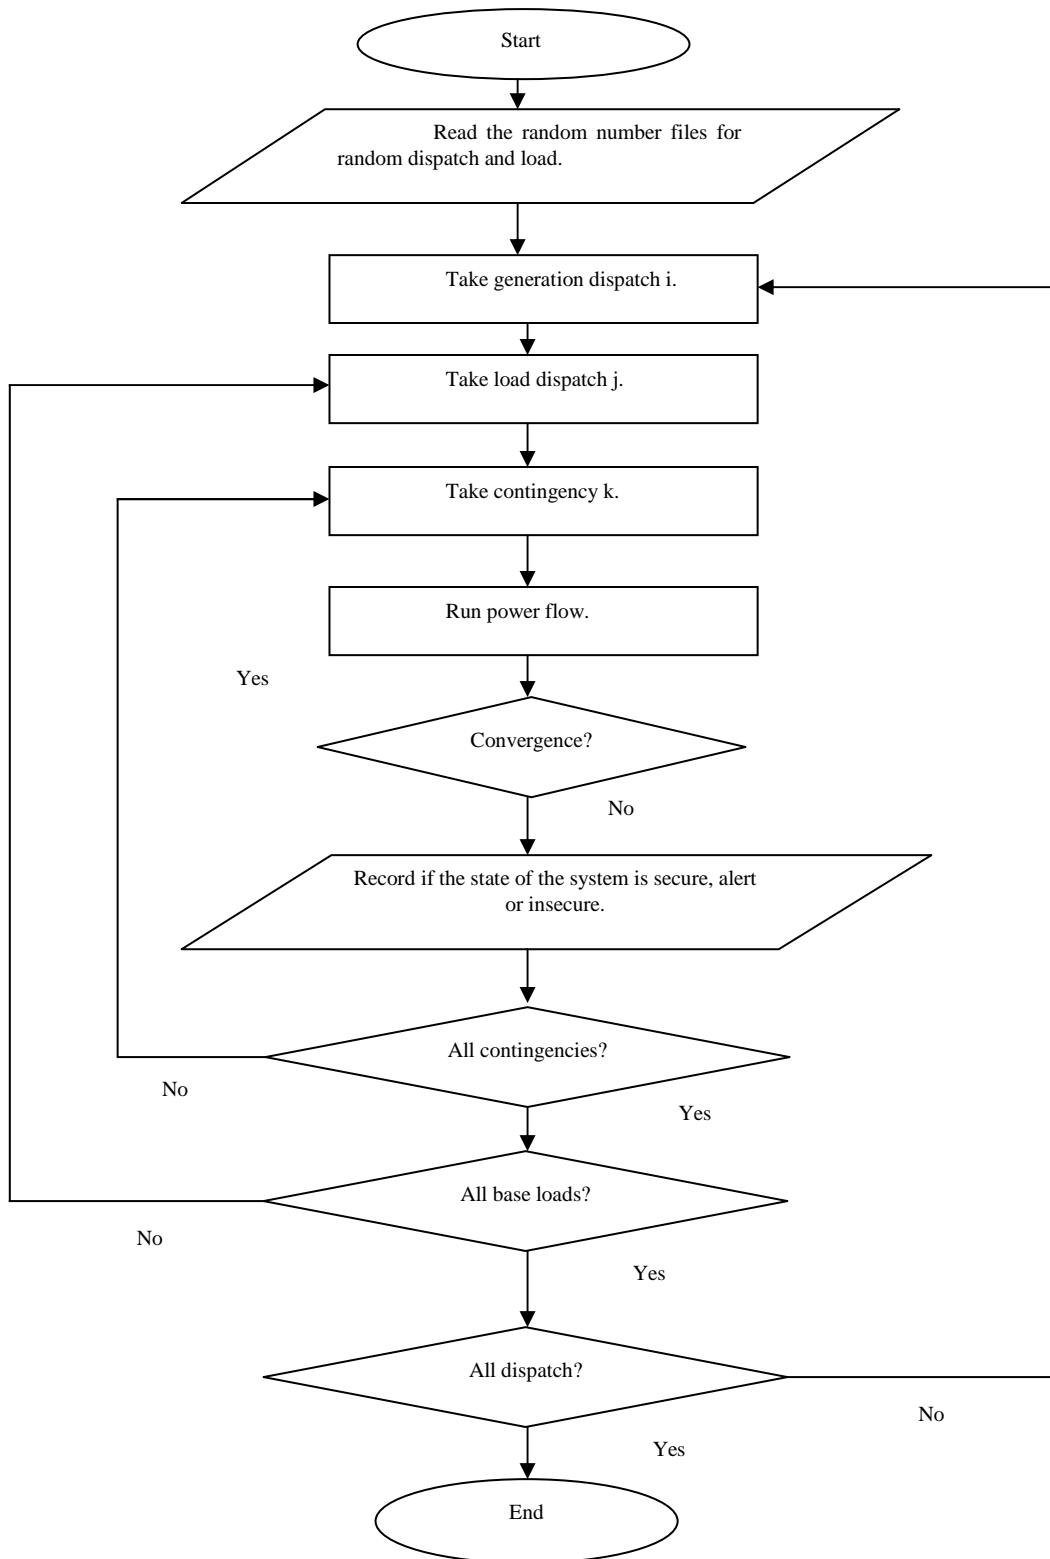 Start
Read the random number files for
random dispatch and load.
Take generation dispatch i.
Take load dispatch j.
Take contingency k.
Run power flow.
Yes
Convergence?
No
Record if the state of the system is secure, alert
or insecure.
All contingencies?
No
Yes
All base loads?
No
Yes
All dispatch?
No
Yes
End